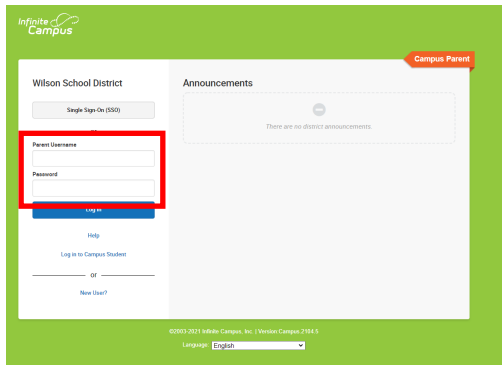 Infinite
Campus
Campus Parent
Wilson School District
Single Sign-On (SSO)
or
Parent Username
Password
Log In
Help
Log in to Campus Student
or
New User?
Announcements
There are no district announcements.
©2003-2021 Infinite Campus, Inc. | Version Campus.2104.5
Language: English